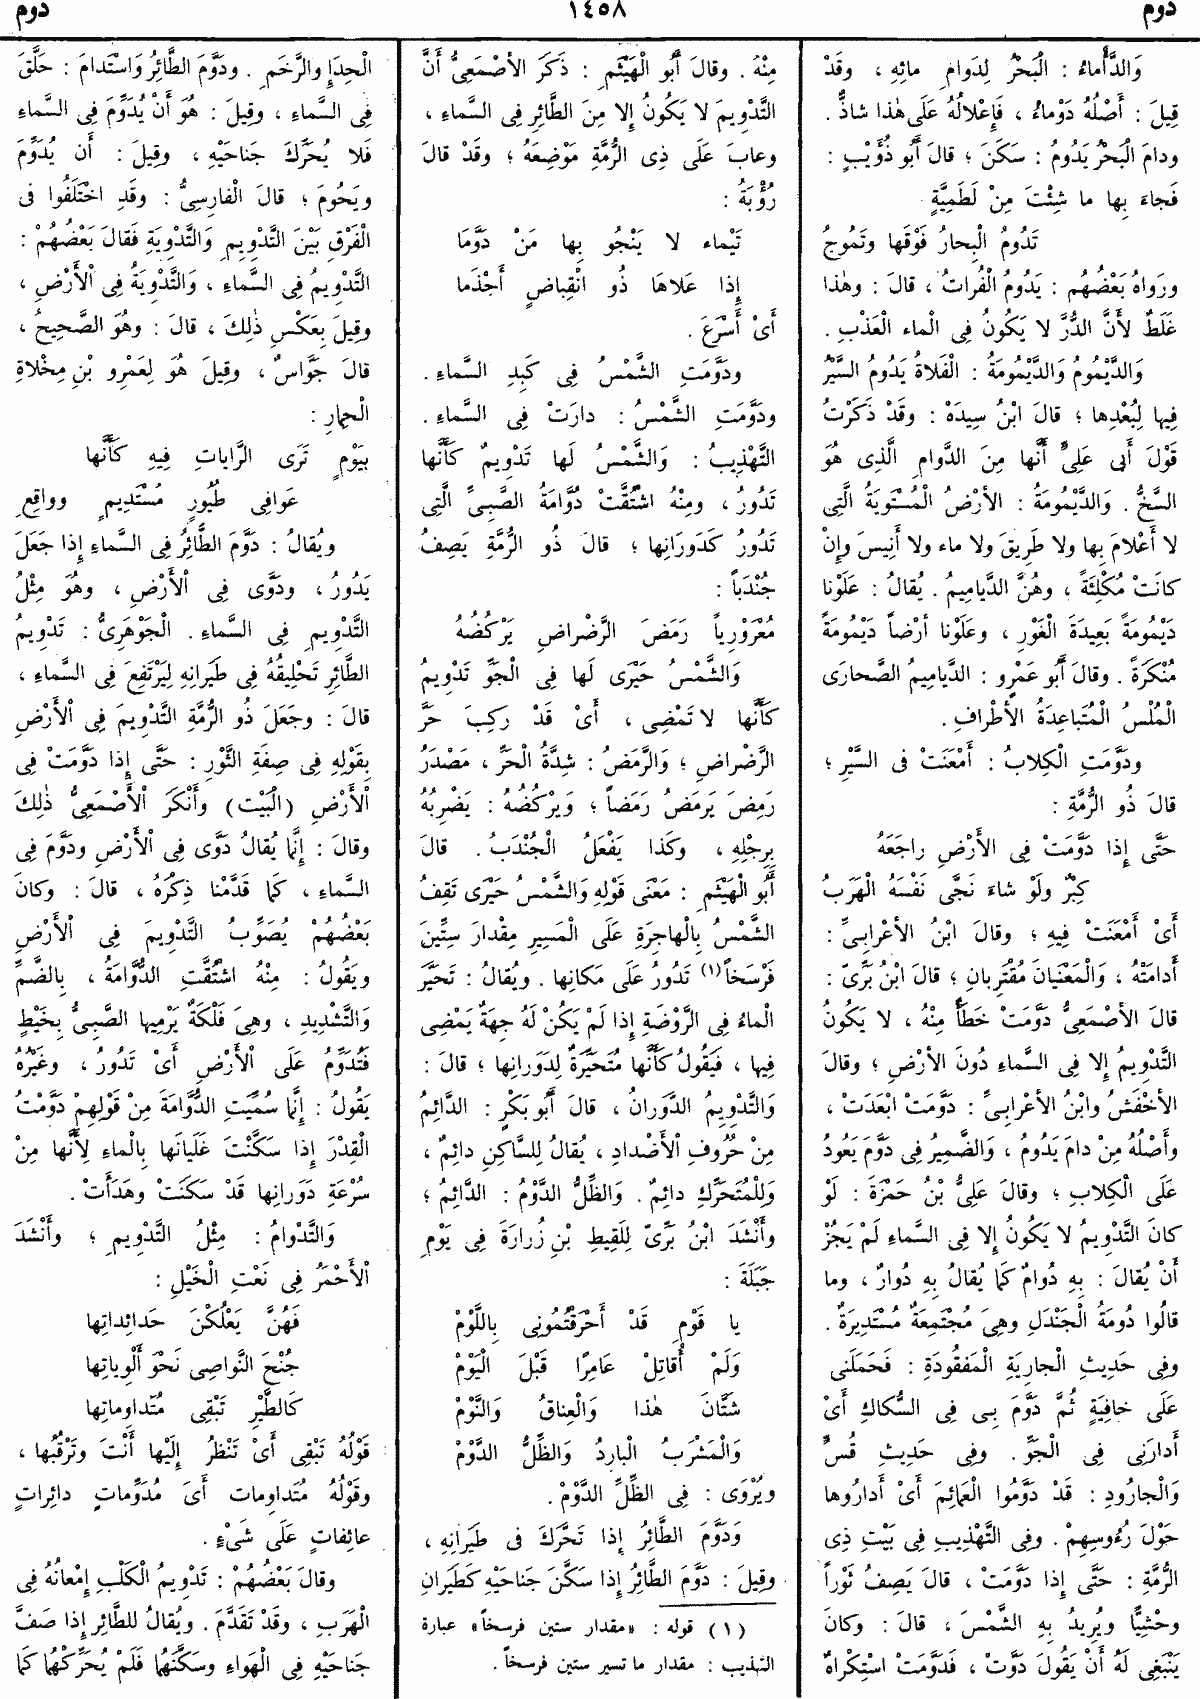 دوم
١٤٥٨
دوم
وَالدَّأْمَاءُ : الْبَحْرُ لِدَوامِ مائِهِ ، وقَدْ
قِيلَ : أَصْلُهُ دَوْماءُ ، فَإِعْلالُهُ عَلَى هٰذا شاذٌّ .
ودامَ الْبَحْرُ يَدُومُ : سَكَنَ ؛ قالَ أَبُو ذُؤَيْبٍ :
فَجاءَ بِها ما شِئْتَ مِنْ لَطَمِيَّةٍ
تَدُومُ الْبِحارُ فَوْقَها وتَمُوجُ
ورَواهُ بَعْضُهُم : يَدُومُ الْفُراتُ ، قالَ : وهٰذا
غَلَطٌ لأَنَّ الدُّرَّ لا يَكُونُ فِى الْماء الْعَذْبِ .
وَالدَّيْمُومُ وَالدَّيْمُومَةُ : الْفَلاةُ يَدُومُ السَّيْرُ
فِيها لِبُعْدِها ؛ قالَ ابْنُ سِيدَهْ : وقَدْ ذَكَرْتُ
قَوْلَ أَبِى عَلِىٍّ أَنَّها مِنَ الدَّوامِ الَّذِى هُوَ
السَّخُّ . وَالدَّيْمُومَةُ : الأرْضُ الْمُسْتَوِيَةُ الَّتِى
لا أَعْلامَ بِها ولا طَرِيقَ ولا ماء ولا أَنِيسَ وإِنْ
كانَتْ مُكْلِئَةً ، وهُنَّ الدَّيامِيمُ . يُقالُ : عَلَوْنا
دَيْمُومَةً بَعِيدَةَ الْغَوْرِ ، وعَلَوْنا أَرْضاً دَيْمُومَةً
مُنْكَرَةً . وقالَ أَبُو عَمْرٍو : الدَّيامِيمُ الصَّحارَى
الْمُلْسُ الْمُتَباعِدَةُ الأَطْرافِ .
ودَوَّمَتِ الْكِلابُ : أَمْعَنَتْ فى السَّيْرِ ؛
قالَ ذُو الرُّمَّةِ :
حَتَّى إِذا دَوَّمَتْ فِى الأَرْضِ راجَعَهُ
كِبْرٌ ولَوْ شاءَ نَجَّى نَفْسَهُ الْهَرَبُ
أَىْ أَمْعَنَتْ فِيهِ ؛ وقالَ ابْنُ الأَعْرابِىِّ :
أَدامَتْهُ ، وَالْمَعْنَيانَ مُقْتَرِبانِ ؛ قالَ ابْنُ بَرِّىّ :
قالَ الأَصْمَعِىُّ دَوَّمَتْ خَطَأٌ مِنْهُ ، لا يَكُونُ
التَّدْوِيمُ إِلا فِى السَّماءِ دُونَ الأَرْضِ ؛ وقالَ
الأَخْفَشُ وابْنُ الأَعْرابِىِّ : دَوَّمَتْ ابْعَدَتْ ،
وأَصْلُهُ مِنْ دامَ يَدُومُ ، وَالضَّمِيرُ فِى دَوَّمَ يَعُودُ
عَلَى الْكِلابِ ؛ وقالَ عَلِىُّ بْنُ حَمْزَةَ : لَوْ
كانَ التَّدْوِيمُ لا يَكُونُ إِلا فِى السَّماءِ لَمْ يَجُزْ
أَنْ يُقالَ : بِهِ دُوامٌ كَمَا يُقالُ بِهِ دُوارٌ ، وما
قالُوا دُومَةُ الْجَنْدَلِ وهِىَ مُجْتَمِعَةٌ مُسْتَدِيرَةٌ .
وفِى حَدِيثِ الْجارِيَةِ الْمَفْقُودَةِ : فَحَمَلَنِى
عَلَى خافِيَةٍ ثُمَّ دَوَّمَ بِى فِى السُّكاكِ أَىْ
أَدارَنِى فِى الْجَوِّ . وفِى حَدِيثِ قُسٍّ
وَالْجارُودِ : قَدْ دَوَّمُوا الْعَمائِمَ أَىْ أَدارُوها
حَوْلَ رُءُوسِهِمْ . وفِى التَّهْذِيبِ فِى بَيْتِ ذِى
الرُّمَّةِ : حَتَّى إِذا دَوَّمَتْ ، قالَ يَصِفُ ثَوْراً
وحْشِيًّا ويُرِيدُ بِهِ الشَّمْسَ ، قالَ : وكانَ
يَنْبَغِى لَهُ أَنْ يَقُولَ دَوَّتْ ، فَدَوَّمَتْ اسْتِكْراهٌ
مِنْهُ . وقالَ أَبُو الْهَيْثَمِ : ذَكَرَ الأَصْمَعِىُّ أَنَّ
التَّدْوِيمَ لا يَكُونُ إِلا مِنَ الطَّائِرِ فِى السَّماءِ ،
وعابَ عَلَى ذِى الرُّمَّةِ مَوْضِعَهُ ؛ وقَدْ قالَ
رُؤْبَةُ :
تَيْماء لا يَنْجُو بِها مَنْ دَوَّمَا
إِذا عَلاهَا ذُو انْقِباضٍ أَجْذَما
أَىْ أَسْرَعَ .
ودَوَّمَتِ الشَّمْسُ فِى كَبِدِ السَّماءِ .
ودَوَّمَتِ الشَّمْسُ : دارَتْ فِى السَّماءِ .
التَّهْذِيبُ : وَالشَّمْسُ لَها تَدْوِيمٌ كَأَنَّها
تَدُورُ ، ومِنْهُ اشْتُقَّتْ دُوَّامَةُ الصَّبِىِّ الَّتِى
تَدُورُ كَدَوَرَانِها ؛ قالَ ذُو الرُّمَّةِ يَصِفُ
جُنْدَباً :
مُعْرَوْرِياً رَمَضَ الرَّضْراضِ يَرْكُضُهُ
وَالشَّمْسُ حَيْرَى لَها فِى الْجَوِّ تَدْوِيمُ
كَأَنَّها لا تَمْضِى ، أَىْ قَدْ رَكِبَ حَرَّ
الرَّضْراضِ ؛ وَالرَّمَضُ : شِدَّةُ الْحَرِّ ، مَصْدَرُ
رَمِضَ يَرمَضُ رَمَضاً ؛ وَيَرْكُضُهُ : يَضْرِبُهُ
بِرِجْلِهِ ، وكَذا يَفْعَلُ الْجُنْدَبُ . قالَ
أَبُو الْهَيْثَمِ : مَعْنَى قَوْلِهِ وَالشَّمْسُ حَيْرَى تَقِفُ
الشَّمْسُ بِالْهاجِرَةِ عَلَى الْمَسِيرِ مِقْدارَ سِتِّينَ
فَرْسَخاً(١) تَدُورُ عَلَى مَكانِها . ويُقالُ : تَحَيَّرَ
الْماءُ فِى الرَّوْضَةِ إِذا لَمْ يَكُنْ لَهُ جِهَةٌ يَمْضِى
فِيها ، فَيَقُولُ كَأَنَّها مُتَحَيِّرَةٌ لِدَوَرَانِها ؛ قالَ :
وَالتَّدْوِيمُ الدَّوَرانُ ، قالَ أَبُو بَكْرٍ : الدَّائِمُ
مِنْ حُرُوفِ الأَضْدادِ ، يُقالُ لِلسَّاكِنِ دائِمٌ ،
ولِلْمُتَحَرِّكِ دائِمٌ . وَالظِّلُّ الدَّوْمُ : الدَّائِمُ ؛
وأَنْشَدَ ابْنُ بَرِّىّ لِلَقِيطِ بْنِ زُرارَةَ فِى يَوْمِ
جَبَلَةَ :
يا قَوْمِ قَدْ أَحْرَقْتُمُونِى بِاللَّوْمْ
وَلَمْ أُقاتِلْ عَامِرًا قَبْلَ الْيَوْمْ
شَتَّانَ هٰذا وَالْعِناقُ وَالنَّوْمْ
وَالْمَشْرَبُ الْبارِدُ وَالظِّلُّ الدَّوْمْ
ويُرْوَى : فِى الظِّلِّ الدَّوْمْ .
وَدَوَّمَ الطَّائِرُ إِذا تَحَّرَكَ فى طَيَرَانِهِ ،
وقِيلَ : دَوَّمَ الطَّائِرُ إِذا سَكَّنَ جَناحَيْهِ كَطَيَرانِ
(١) قوله : «مقدار ستين فرسخاً» عبارة
التهذيب : مقدار ما تسير ستين فرسخاً .
الْحِدَإِ والرَّخَمِ . ودَوَّمَ الطَّائِرُ وَاسْتَدامَ : حَلَّقَ
فِى السَّماءِ ، وقِيلَ : هُوَ أَنْ يُدَوِّمَ فِى السَّماءِ
فَلا يُحَرِّكَ جَناحَيْهِ ، وقِيلَ : أَن يُدَوِّمَ
ويَحُومَ ؛ قالَ الْفارِسِىُّ : وقَدِ اخْتَلَفُوا فى
الْفَرْقِ بَيْنَ التَّدْوِيمِ وَالتَّدْوِيَةِ فَقالَ بَعْضُهُمْ :
التَّدْوِيمُ فِى السَّماءِ ، وَالتَّدْوِيَةُ فِى الْأَرْضِ ،
وقِيلَ بِعَكْسِ ذٰلِكَ ، قالَ : وهُوَ الصَّحِيحُ ،
قالَ جَوَّاسٌ ، وقِيلَ هُوَ لِعَمْرِو بْنِ مِخْلاةِ
الْحِمارِ :
بِيَوْمٍ تَرَى الرَّاياتِ فِيهِ كَأَنَّها
عَوافِى طُيُورٍ مُسْتَدِيمٍ وواقِعِ
ويُقالُ : دَوَّمَ الطَّائِرُ فِى السَّماءِ إِذا جَعَلَ
يَدُورُ ، ودَوَّى فِى الْأَرْضِ ، وهُوَ مِثْلُ
التَّدْوِيمِ فِى السَّماءِ . الْجَوْهَرِىُّ : تَدْوِيمُ
الطَّائِرِ تَحْلِيقُهُ فِى طَيَرانِهِ لِيَرْتَفِعَ فِى السَّماءِ ،
قالَ : وجَعَلَ ذُو الرُّمَّةِ التَّدْوِيمَ فِى الْأَرْضِ
بِقَوْلِهِ فِى صِفَةِ الثَّوْرِ : حَتَّى إِذا دَوَّمَتْ فِى
الْأَرْضِ (الْبَيْت) وأَنْكَرَ الْأَصْمَعِىُّ ذٰلِكَ
وقالَ : إِنَّما يُقالُ دَوَّى فِى الْأَرْضِ ودَوَّمَ فِى
السَّماءِ ، كَما قَدَّمْنا ذِكْرَهُ ، قالَ : وكانَ
بَعْضُهُمْ يُصَوِّبُ التَّدْوِيمَ فِى الْأَرْضِ
ويَقُولُ : مِنْهُ اشْتُقَّتِ الدُّوَّامَةُ ، بِالضَّمِّ
وَالتَّشْدِيدِ ، وهِىَ فَلْكَةٌ يَرْمِيها الصَّبِىُّ بِخَيْطٍ
فَتُدَوِّمُ عَلَى الْأَرْضِ أَىْ تَدُورُ ، وغَيْرُهُ
يَقُولُ : إِنَّما سُمِّيَتِ الدُّوَّامَةَ مِنْ قَوْلِهِمْ دَوَّمْتُ
الْقِدْرَ إِذا سَكَّنْتَ غَلَيانَها بِالْماءِ لِأَنَّها مِنْ
سُرْعَةِ دَوَرانِها قَدْ سَكَنَتْ وهَدَأَتْ .
وَالتَّدْوامُ : مِثْلُ التَّدْوِيمِ ؛ وأَنْشَدَ
الْأَحْمَرُ فِى نَعْتِ الْخَيْلِ :
فَهُنَّ يَعْلُكْنَ حَدائِداتِها
جُنْحَ النَّواصِى نَحْوَ أَلْوِياتِها
كَالطَّيْرِ تَبْقِى مُتَداوِماتِها
قَوْلُهُ تَبْقِى أَىْ تَنْظُرُ إِلَيْها أَنْتَ وتَرْقُبُها ،
وقَوْلُهُ مُتَداوِمات أَىْ مُدَوِّماتٍ دائِراتٍ
عائِفاتٍ عَلَى شَىْءٍ .
وقالَ بَعْضُهُمْ : تَدْوِيمُ الْكَلْبِ إِمْعانُهُ فِى
الْهَرَبِ ، وقَدْ تَقَدَّمَ . ويُقالُ للطَّائِرِ إِذا صَفَّ
جَناحَيْهِ فِى الْهَواءِ وسَكَّنَهُما فَلَمْ يُحَرِّكْهُما كَما